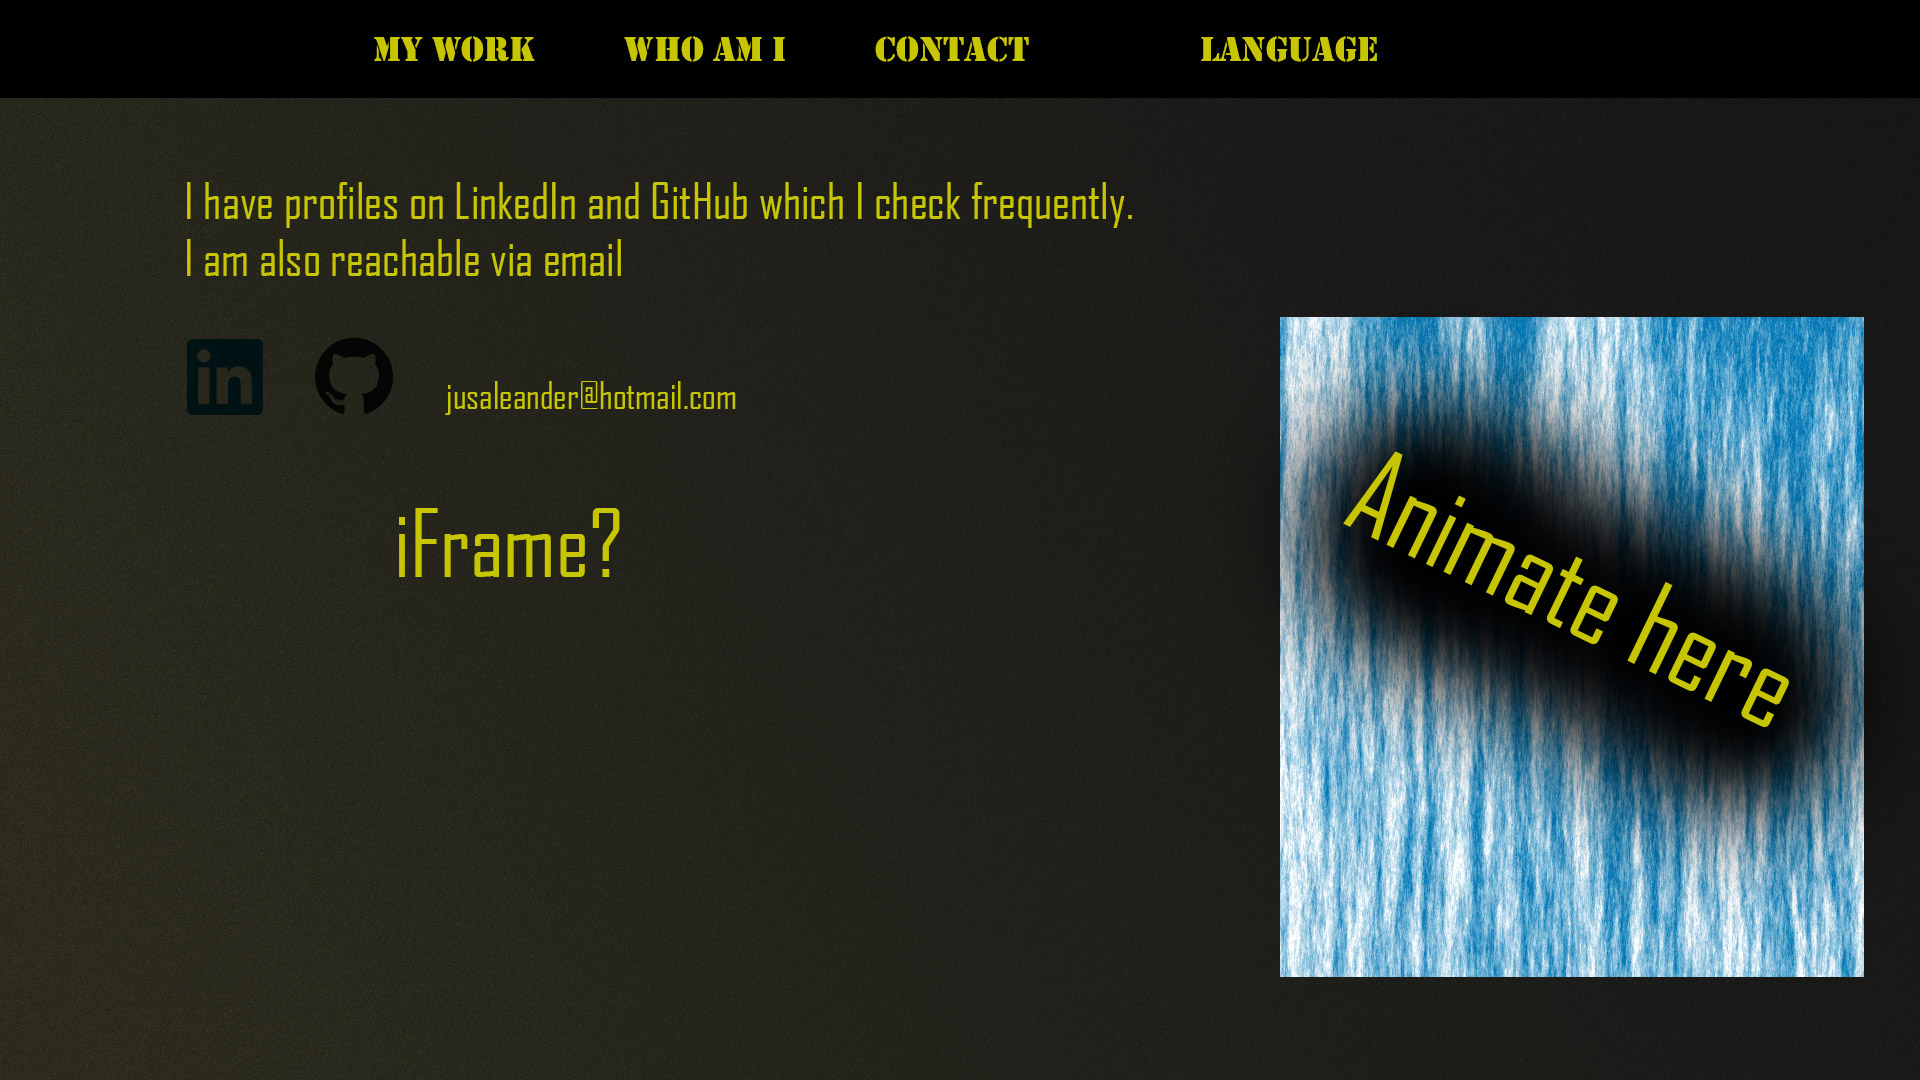 MY WORK WHO AM I CONTACT LANGUAGE
I have profiles on LinkedIn and GitHub which I check frequently.
I am also reachable via email
in
jusaleander@hotmail.com
iFrame?
Animate here